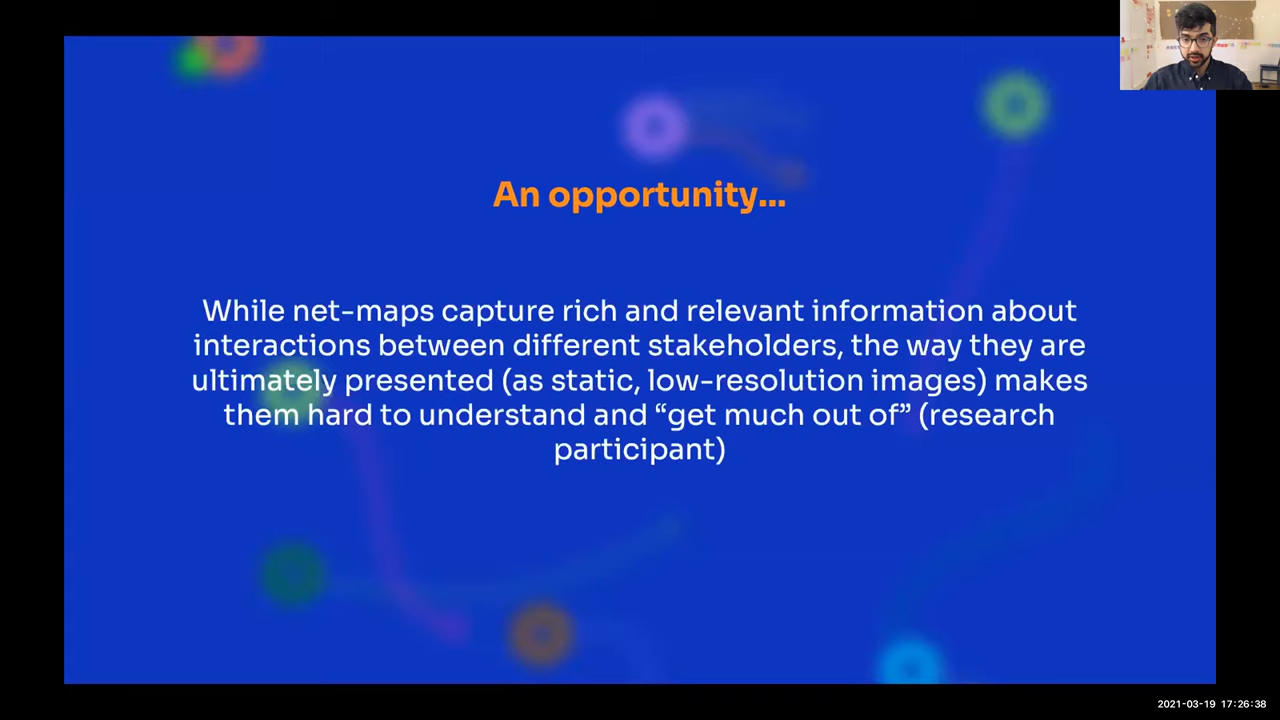 An opportunity...
While net-maps capture rich and relevant information about
interactions between different stakeholders, the way they are
ultimately presented (as static, low-resolution images) makes
them hard to understand and “get much out of” (research
participant)
2021-03-19 17:26:38